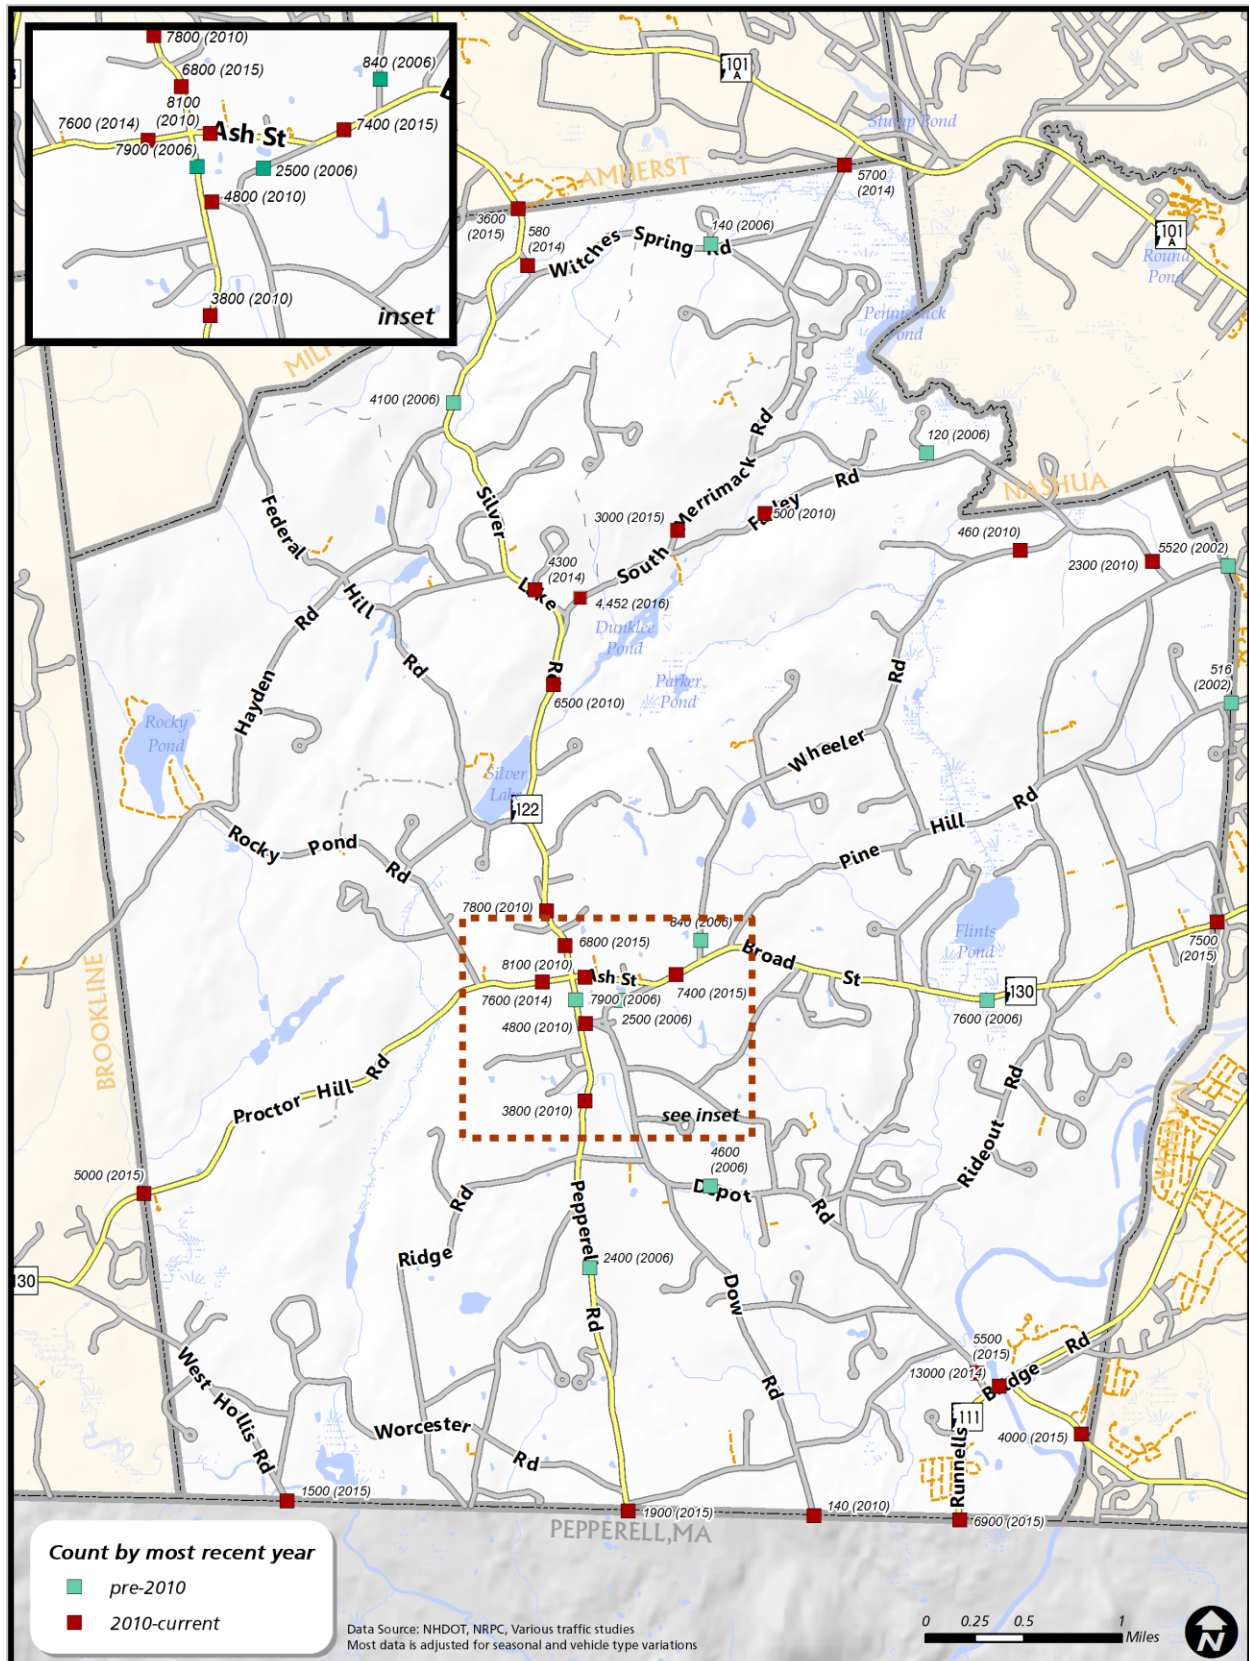 7800 (2010)
6800 (2015)
840 (2006)
8100
(2010)
7600 (2014)
Ash St
7400 (2015)
7900 (2006)
2500 (2006)
4800 (2010)
3800 (2010)
inset
101
A
Stump Pond
AMHERST
5700
(2014)
3600
(2015)
580
(2014)
140 (2006)
Witches Spring Rd
101
A
Round
Pond
Pennichuck
Pond
4100 (2006)
120 (2006)
Federal
Hill
Rd
Silver
Lake
Rd
Merrimack Rd
South
Farley Rd
NASHUA
3000 (2015)
500 (2010)
460 (2010)
2300 (2010)
5520 (2002)
4300
(2014)
4,452 (2016)
Dunklee
Pond
Hayden Rd
516
(2002)
Parker
Pond
6500 (2010)
Rocky
Pond
Wheeler Rd
Silver
Lake
122
Rocky Pond Rd
Pine Hill Rd
7800 (2010)
840 (2006)
6800 (2015)
Flints
Pond
Broad St
7500
(2015)
8100 (2010)
Ash St
7600 (2014)
7900 (2006)
7400 (2015)
130
4800 (2010)
2500 (2006)
7600 (2006)
BROOKLINE
Proctor Hill Rd
3800 (2010)
see inset
Rideout Rd
4600
(2006)
5000 (2015)
Depot Rd
Ridge Rd
Pepperell Rd
2400 (2006)
130
Dow Rd
5500
(2015)
13000 (2014)
Bridge Rd
West Hollis Rd
111
Worcester Rd
4000 (2015)
Runnells
1500 (2015)
1900 (2015)
140 (2010)
6900 (2015)
PEPPERELL, MA
Count by most recent year
pre-2010
2010-current
Data Source: NHDOT, NRPC, Various traffic studies
Most data is adjusted for seasonal and vehicle type variations
0 0.25 0.5 1
Miles
N